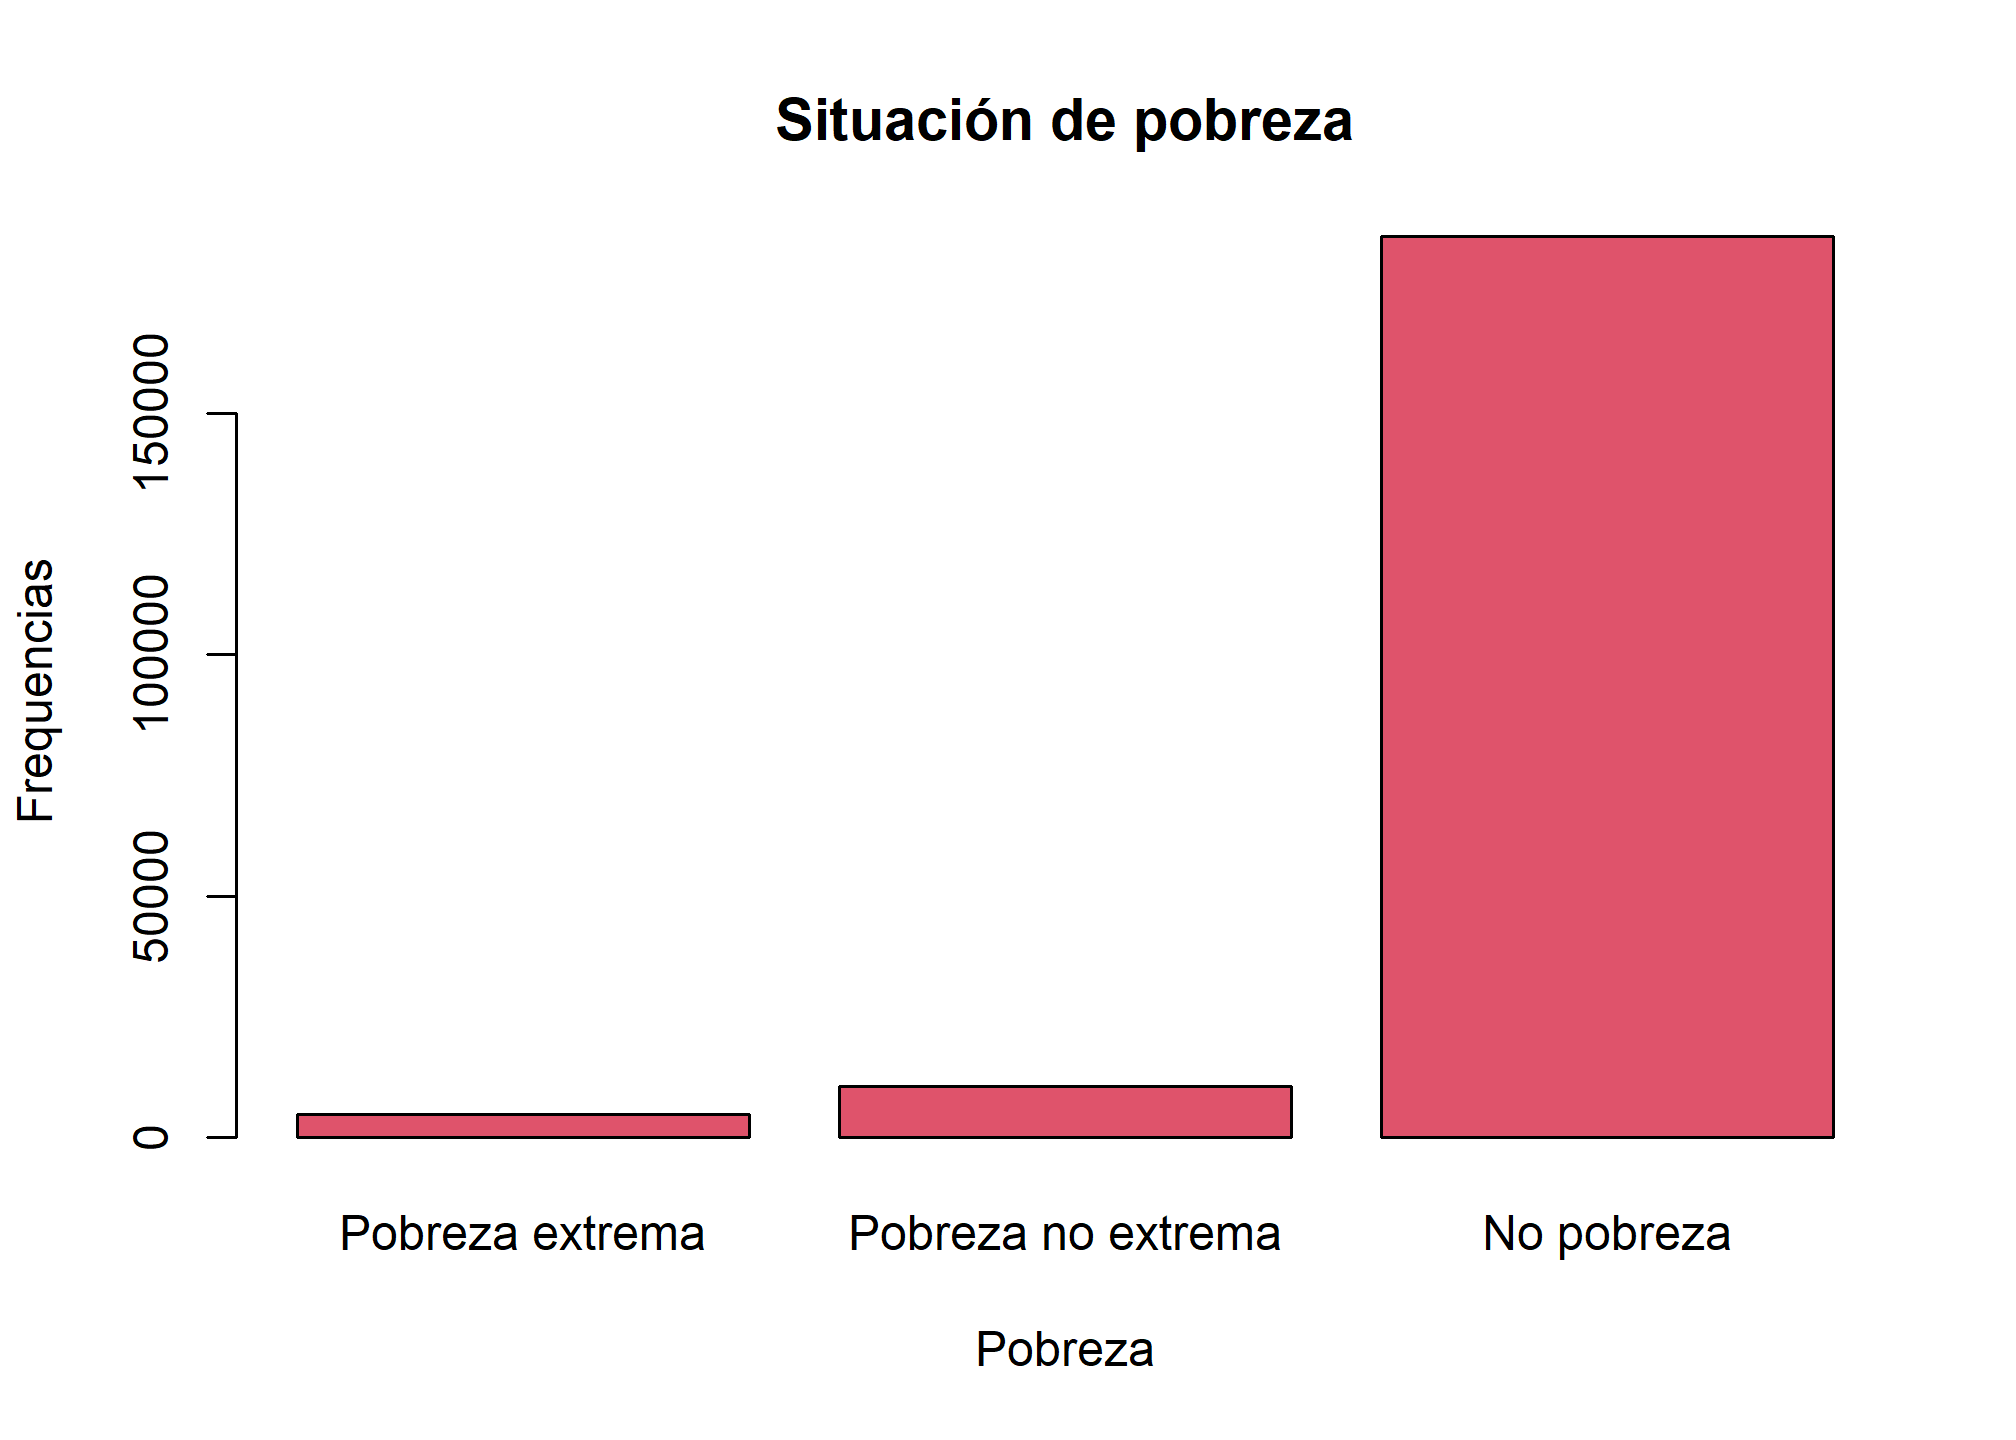 Situación de pobreza
Frequencias
150000
100000
50000
0
Pobreza extrema
Pobreza no extrema
No pobreza
Pobreza